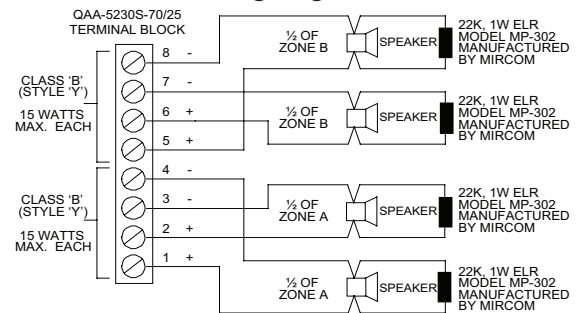 QAA-5230S-70/25
TERMINAL BLOCK
8 -
7 -
6 +
5 +
4 -
3 -
2 +
1 +
CLASS 'B'
(STYLE 'Y')
15 WATTS
MAX. EACH
CLASS 'B'
(STYLE 'Y')
15 WATTS
MAX. EACH
½ OF
ZONE B
SPEAKER
22K, 1W ELR
MODEL MP-302
MANUFACTURED
BY MIRCOM
½ OF
ZONE B
SPEAKER
22K, 1W ELR
MODEL MP-302
MANUFACTURED
BY MIRCOM
½ OF
ZONE A
SPEAKER
22K, 1W ELR
MODEL MP-302
MANUFACTURED
BY MIRCOM
½ OF
ZONE A
SPEAKER
22K, 1W ELR
MODEL MP-302
MANUFACTURED
BY MIRCOM